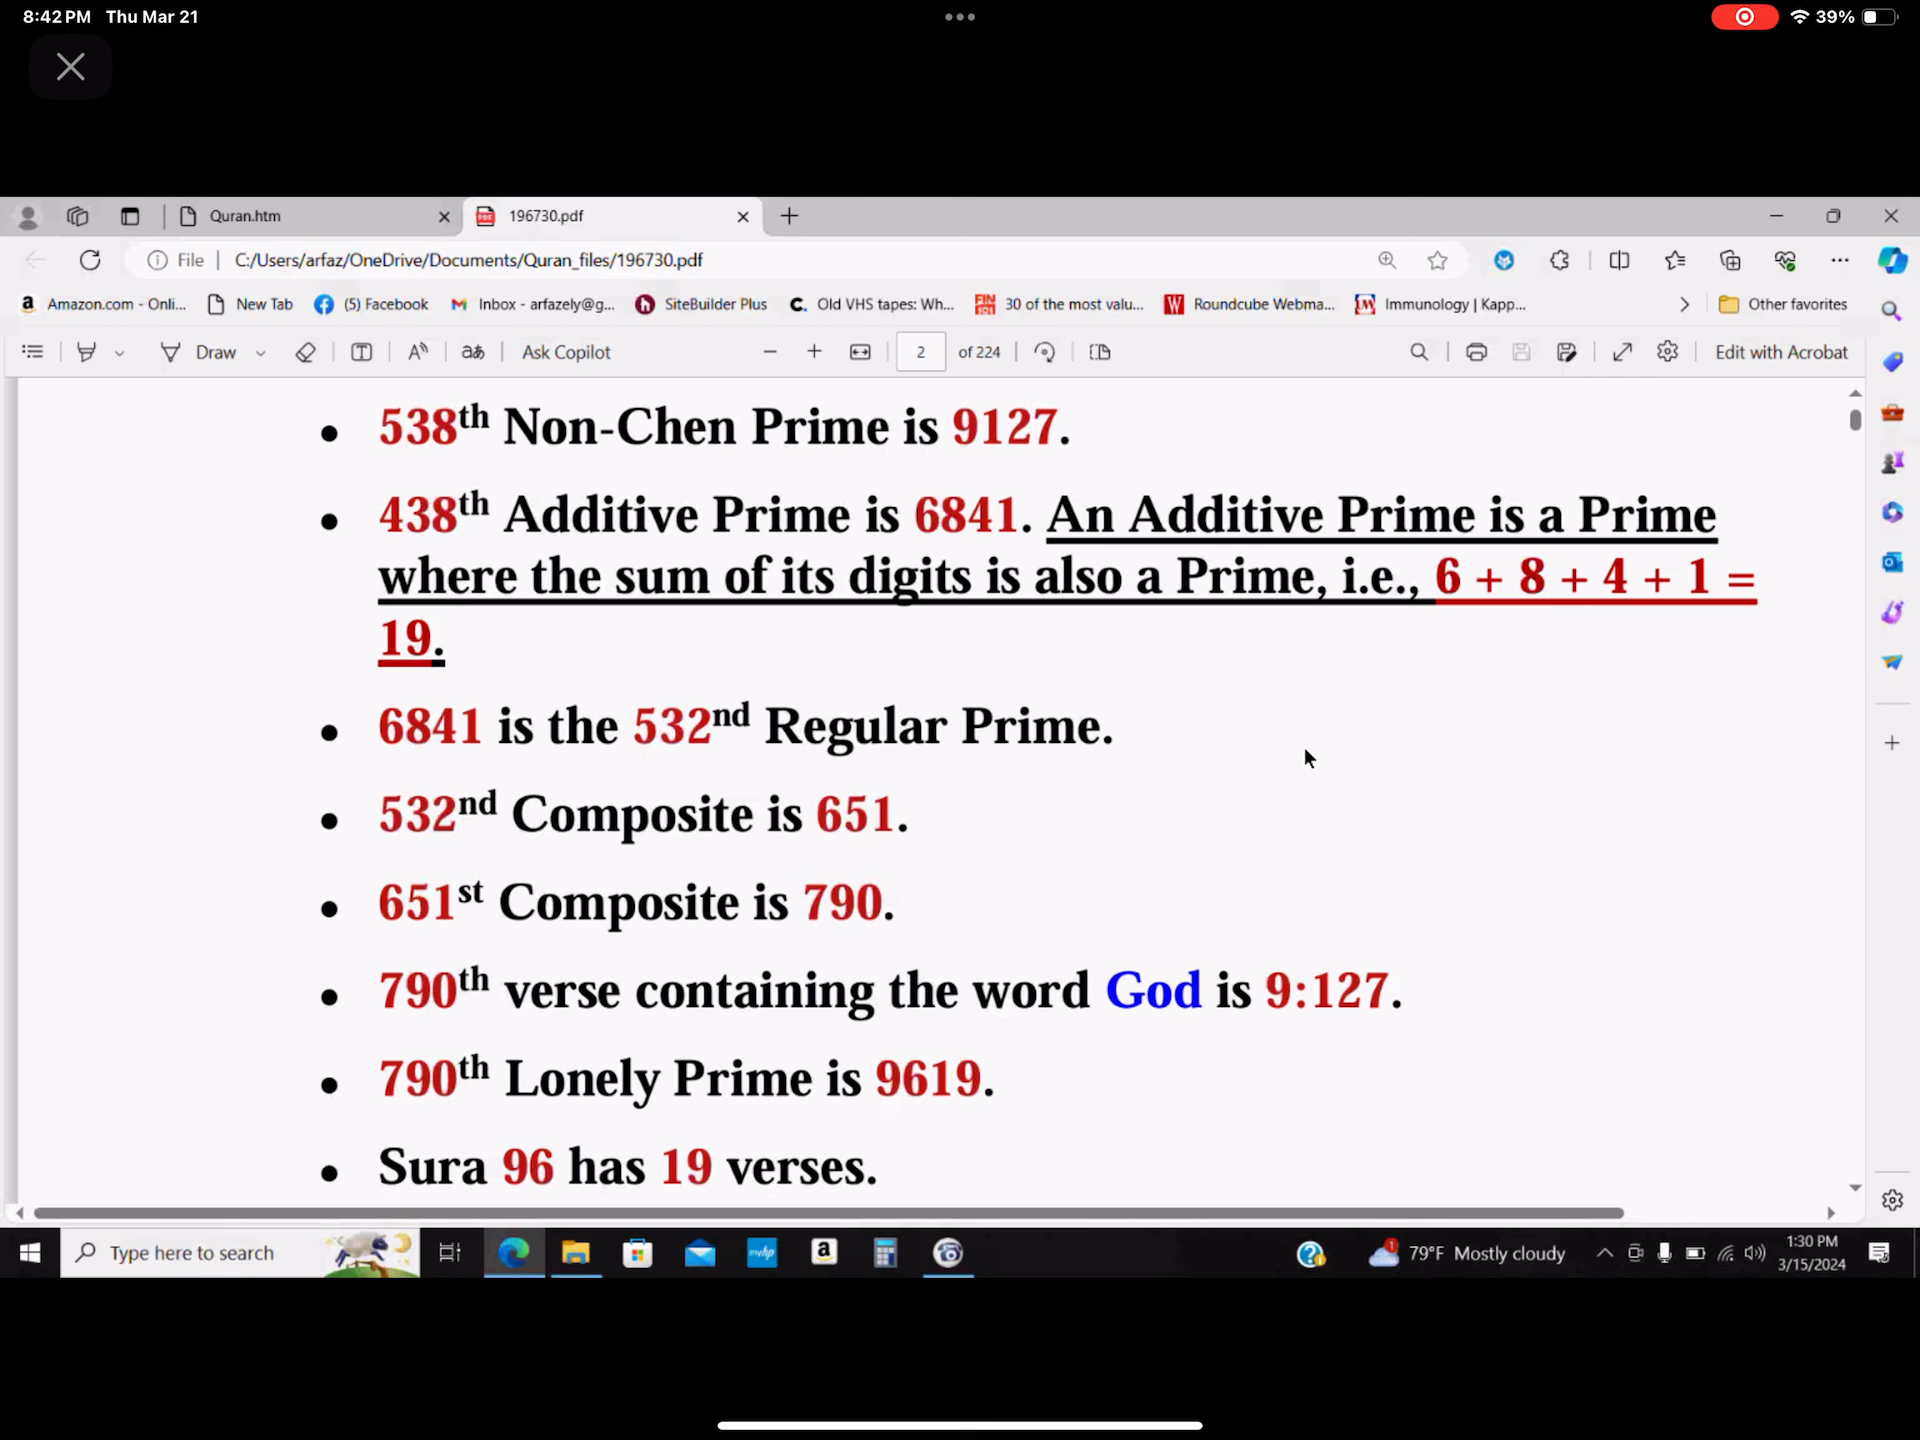 8:42 PM Thu Mar 21
39%
Quran.htm
196730.pdf
File
C:/Users/arfaz/OneDrive/Documents/Quran_files/196730.pdf
Amazon.com - Onli...
New Tab
(5) Facebook
Inbox - arfazely@g...
SiteBuilder Plus
Old VHS tapes: Wh...
FIN 101
30 of the most valu...
Roundcube Webma...
Immunology | Kapp...
Other favorites
Draw
Ask Copilot
2 of 224
Edit with Acrobat
• 538th Non-Chen Prime is 9127.
• 438th Additive Prime is 6841. An Additive Prime is a Prime
where the sum of its digits is also a Prime, i.e., 6 + 8 + 4 + 1 =
19.
• 6841 is the 532nd Regular Prime.
• 532nd Composite is 651.
• 651st Composite is 790.
• 790th verse containing the word God is 9:127.
• 790th Lonely Prime is 9619.
• Sura 96 has 19 verses.
Type here to search
myhp
79°F Mostly cloudy
1:30 PM
3/15/2024